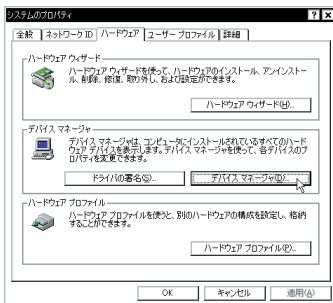 システムのプロパティ
全般 ネットワーク ID ハードウェア ユーザー プロファイル 詳細
ハードウェア ウィザード
ハードウェア ウィザードを使って、ハードウェアのインストール、アンインストー
ル、削除、修復、取り外し、および設定ができます。
ハードウェア ウィザード(H)...
デバイス マネージャ
デバイス マネージャは、コンピュータにインストールされているすべてのハード
ウェア デバイスを表示します。デバイス マネージャを使って、各デバイスのプ
ロパティを変更できます。
ドライバの署名(S)... デバイス マネージャ(D)...
ハードウェア プロファイル
ハードウェア プロファイルを使うと、別のハードウェアの構成を設定し、格納
することができます。
ハードウェア プロファイル(P)...
OK キャンセル 適用(A)